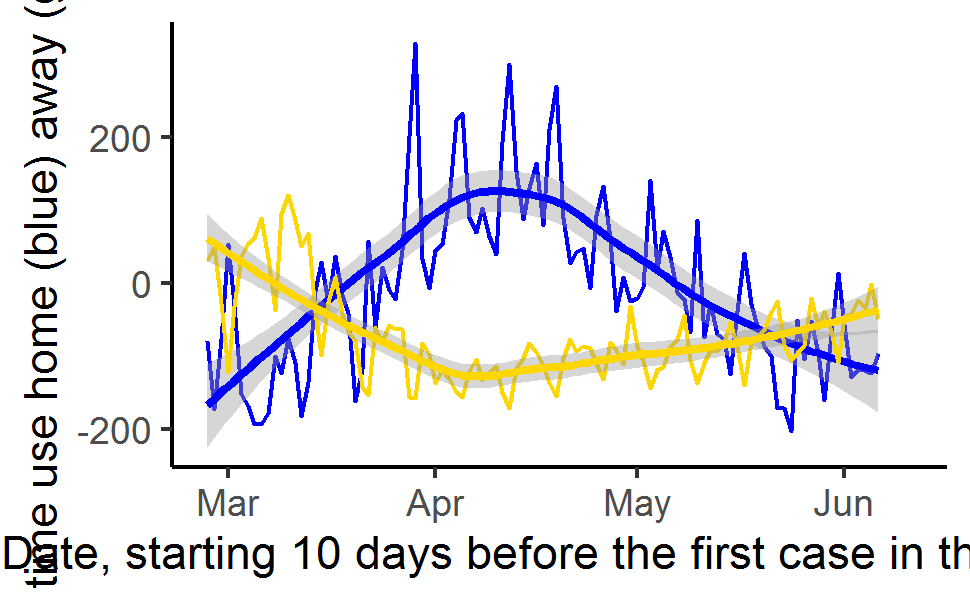 time use home (blue) away (
200
0
-200
Mar
Apr
May
Jun
Date, starting 10 days before the first case in th